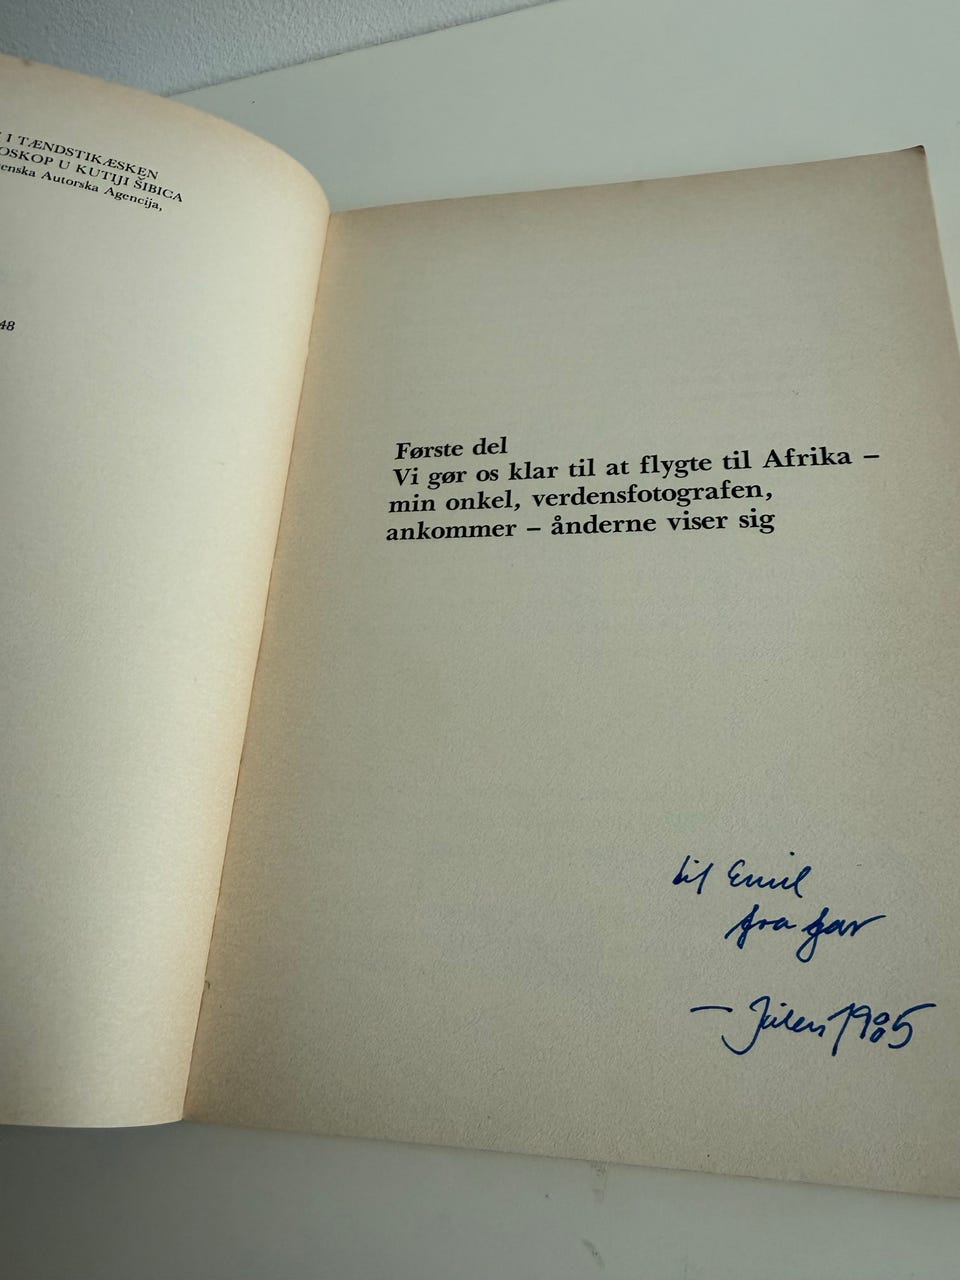 I TÆNDSTIKÆSKEN
OSKOP U KUTIJI ŠIBICA
enska Autorska Agencija,
48
Første del
Vi gør os klar til at flygte til Afrika –
min onkel, verdensfotografen,
ankommer – ånderne viser sig
til Emil
fra far
– Julen 1985